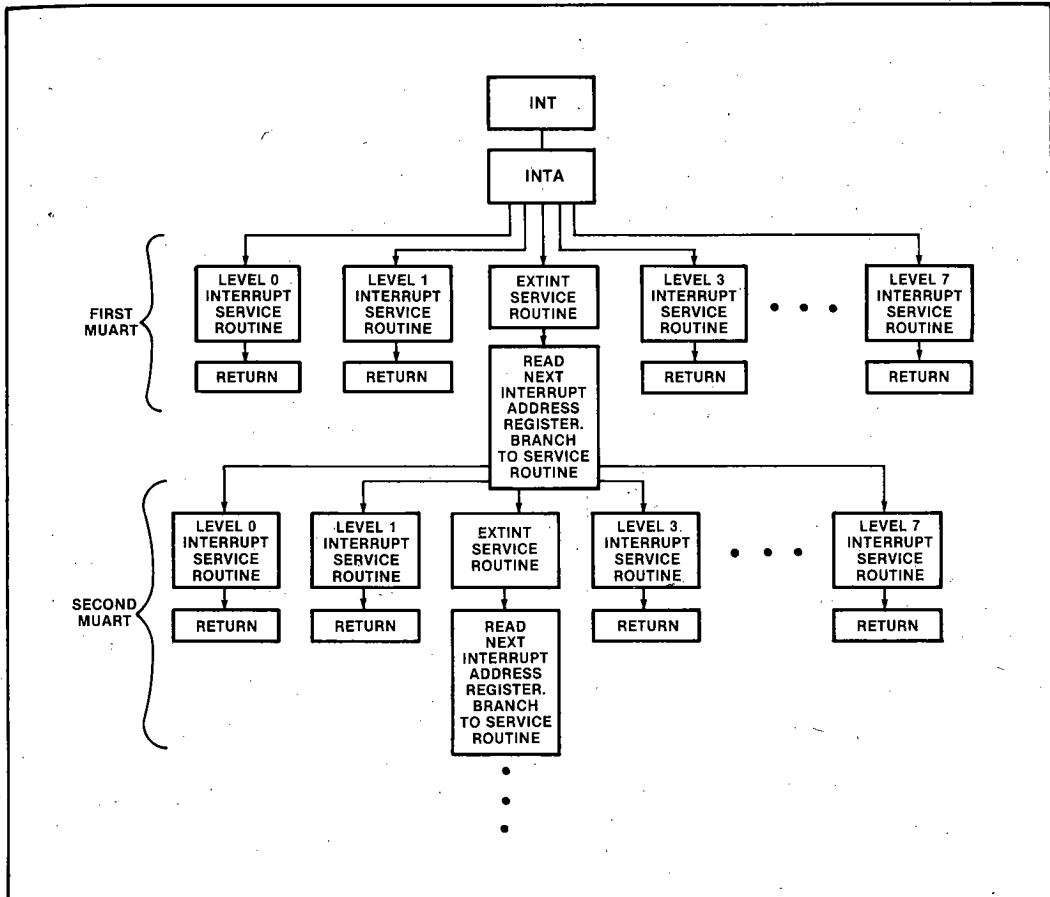 INT
INTA
FIRST
MUART
LEVEL 0
INTERRUPT
SERVICE
ROUTINE
RETURN
LEVEL 1
INTERRUPT
SERVICE
ROUTINE
RETURN
EXTINT
SERVICE
ROUTINE
READ
NEXT
INTERRUPT
ADDRESS
REGISTER.
BRANCH
TO SERVICE
ROUTINE
LEVEL 3
INTERRUPT
SERVICE
ROUTINE
RETURN
LEVEL 7
INTERRUPT
SERVICE
ROUTINE
RETURN
SECOND
MUART
LEVEL 0
INTERRUPT
SERVICE
ROUTINE
RETURN
LEVEL 1
INTERRUPT
SERVICE
ROUTINE
RETURN
EXTINT
SERVICE
ROUTINE
READ
NEXT
INTERRUPT
ADDRESS
REGISTER.
BRANCH
TO SERVICE
ROUTINE
LEVEL 3.
INTERRUPT
SERVICE
ROUTINE
RETURN
LEVEL 7
INTERRUPT
SERVICE
ROUTINE
RETURN